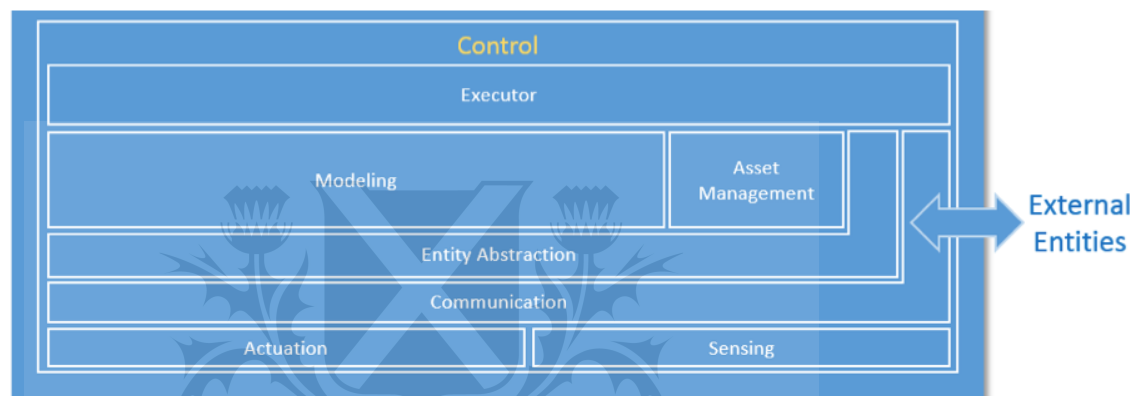 Control
Executor
Modeling
Asset
Management
External
Entities
Entity Abstraction
Communication
Actuation
Sensing